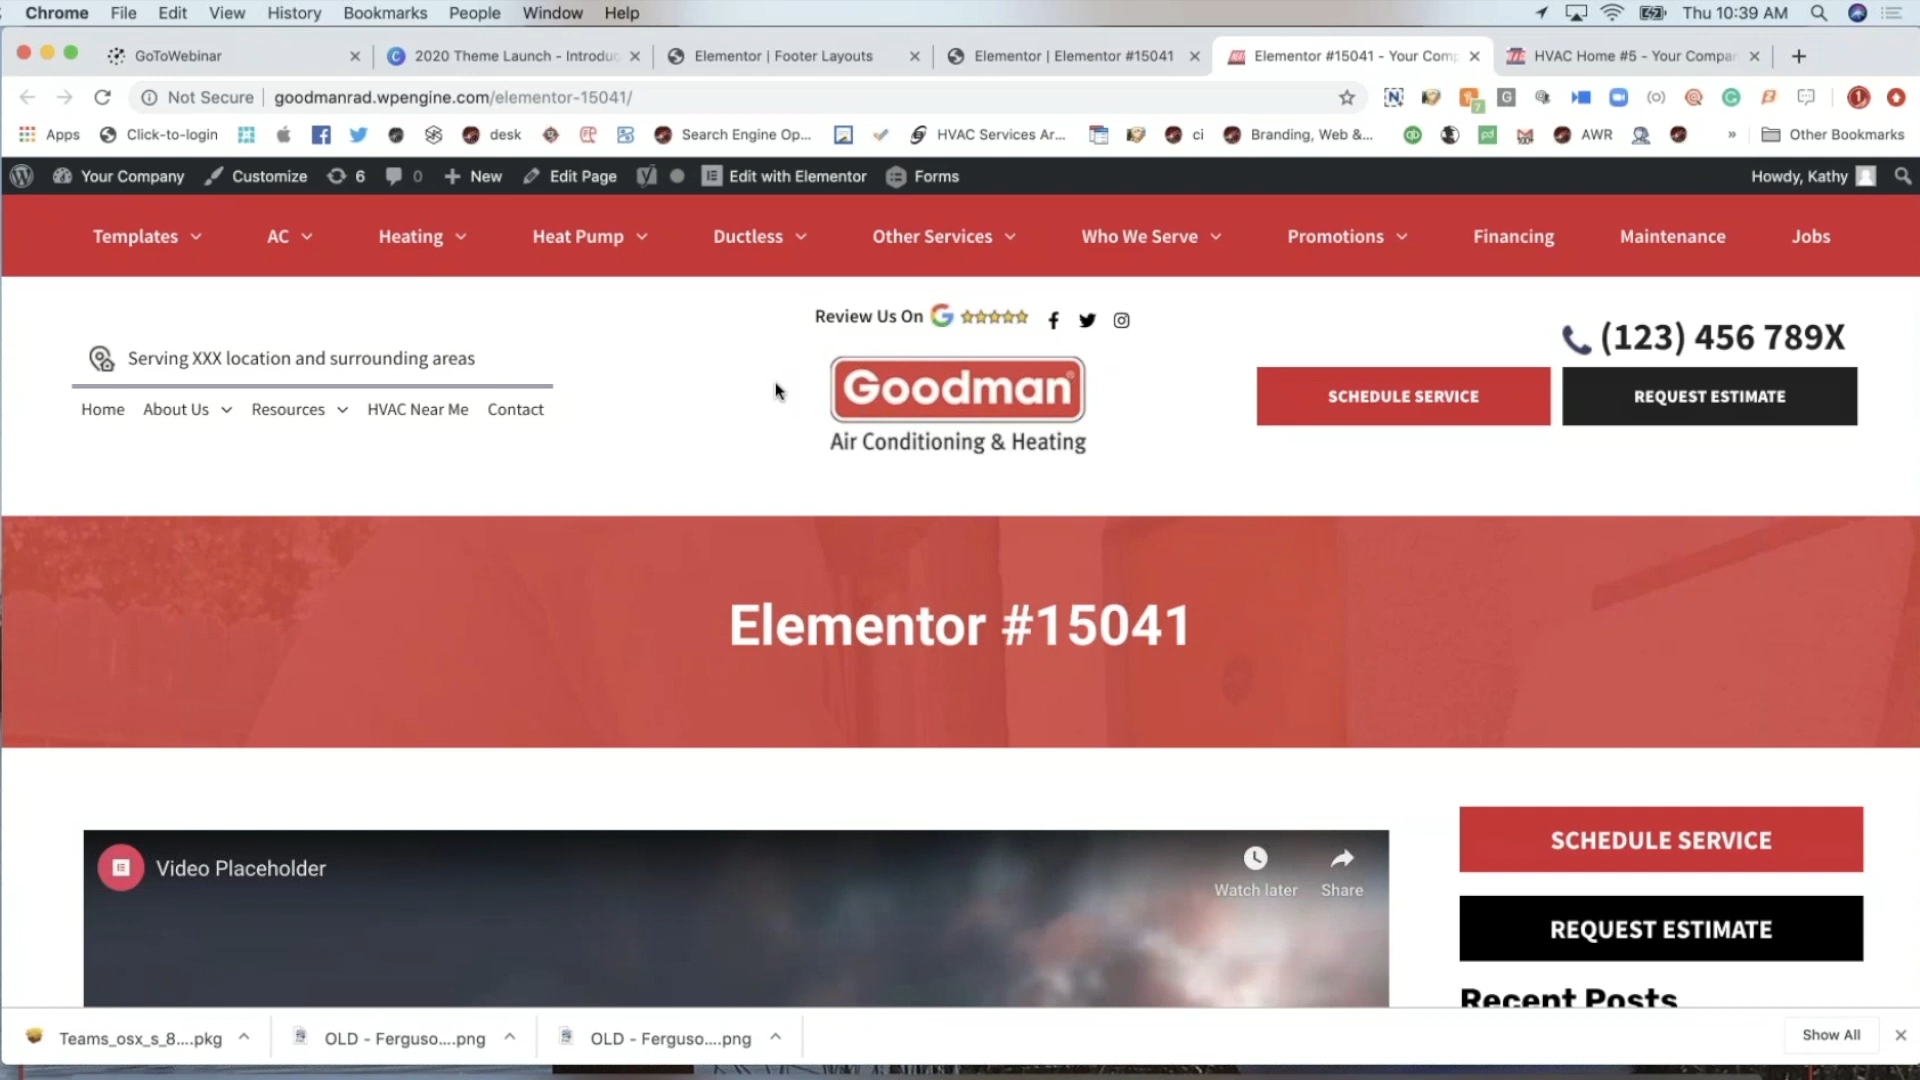 Chrome File Edit View History Bookmarks People Window Help Thu 10:39 AM
GoToWebinar 2020 Theme Launch - Introduc Elementor | Footer Layouts Elementor | Elementor #15041 Elementor #15041 - Your Comp HVAC Home #5 - Your Compan
Not Secure goodmanrad.wpengine.com/elementor-15041/
Apps Click-to-login desk Search Engine Op... HVAC Services Ar... ci Branding, Web &... AWR » Other Bookmarks
Your Company Customize 6 0 New Edit Page Edit with Elementor Forms Howdy, Kathy
Templates AC Heating Heat Pump Ductless Other Services Who We Serve Promotions Financing Maintenance Jobs
Review Us On
Serving XXX location and surrounding areas
(123) 456 789X
Goodman
Air Conditioning & Heating
SCHEDULE SERVICE REQUEST ESTIMATE
Home About Us Resources HVAC Near Me Contact
Elementor #15041
Video Placeholder
Watch later Share
SCHEDULE SERVICE
REQUEST ESTIMATE
Recent Posts
Teams_osx_s_8....pkg OLD - Ferguso....png OLD - Ferguso....png Show All